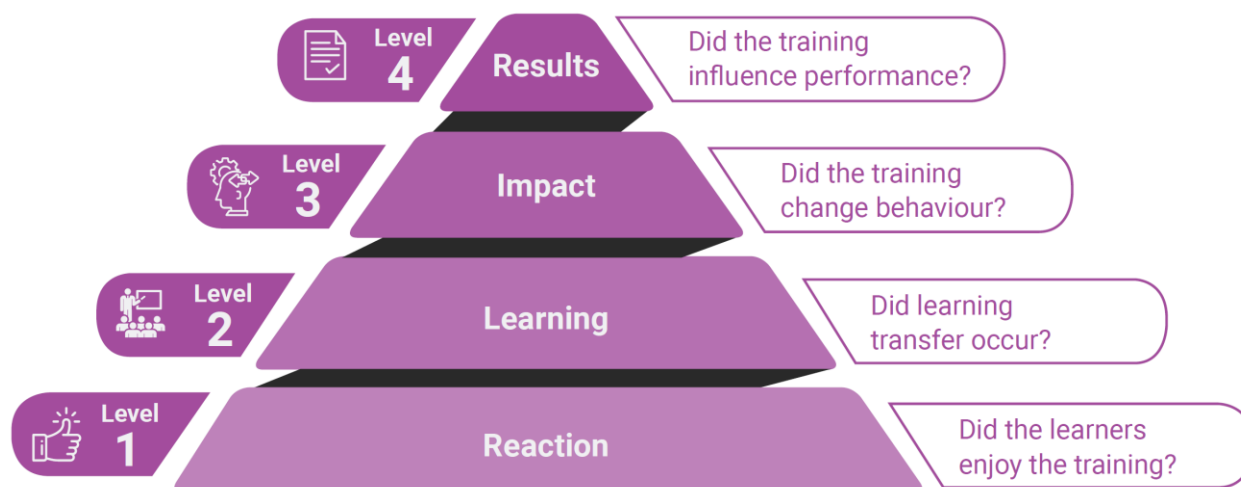 Level
4
Results
Did the training
influence performance?
Level
3
Impact
Did the training
change behaviour?
Level
2
Learning
Did learning
transfer occur?
Level
1
Reaction
Did the learners
enjoy the training?